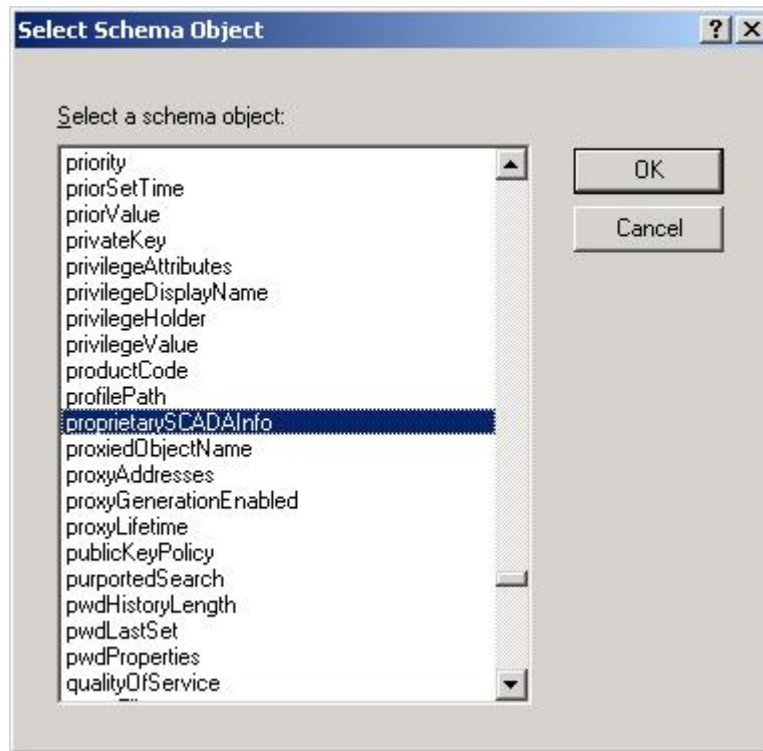 Select Schema Object
Select a schema object:
priority
priorSetTime
priorValue
privateKey
privilegeAttributes
privilegeDisplayName
privilegeHolder
privilegeValue
productCode
profilePath
proprietarySCADAInfo
proxiedObjectName
proxyAddresses
proxyGenerationEnabled
proxyLifetime
publicKeyPolicy
purportedSearch
pwdHistoryLength
pwdLastSet
pwdProperties
qualityOfService
OK
Cancel